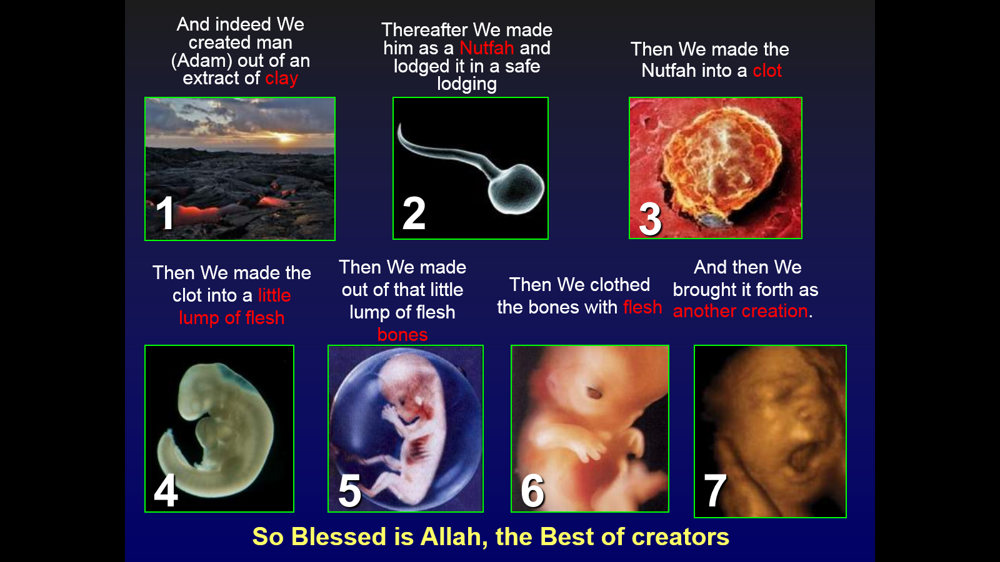 And indeed We
created man
(Adam) out of an
extract of clay
Thereafter We made
him as a Nutfah and
lodged it in a safe
lodging
Then We made the
Nutfah into a clot
1
2
3
Then We made the
clot into a little
lump of flesh
Then We made
out of that little
lump of flesh
bones
Then We clothed
the bones with flesh
And then We
brought it forth as
another creation.
4
5
6
7
So Blessed is Allah, the Best of creators